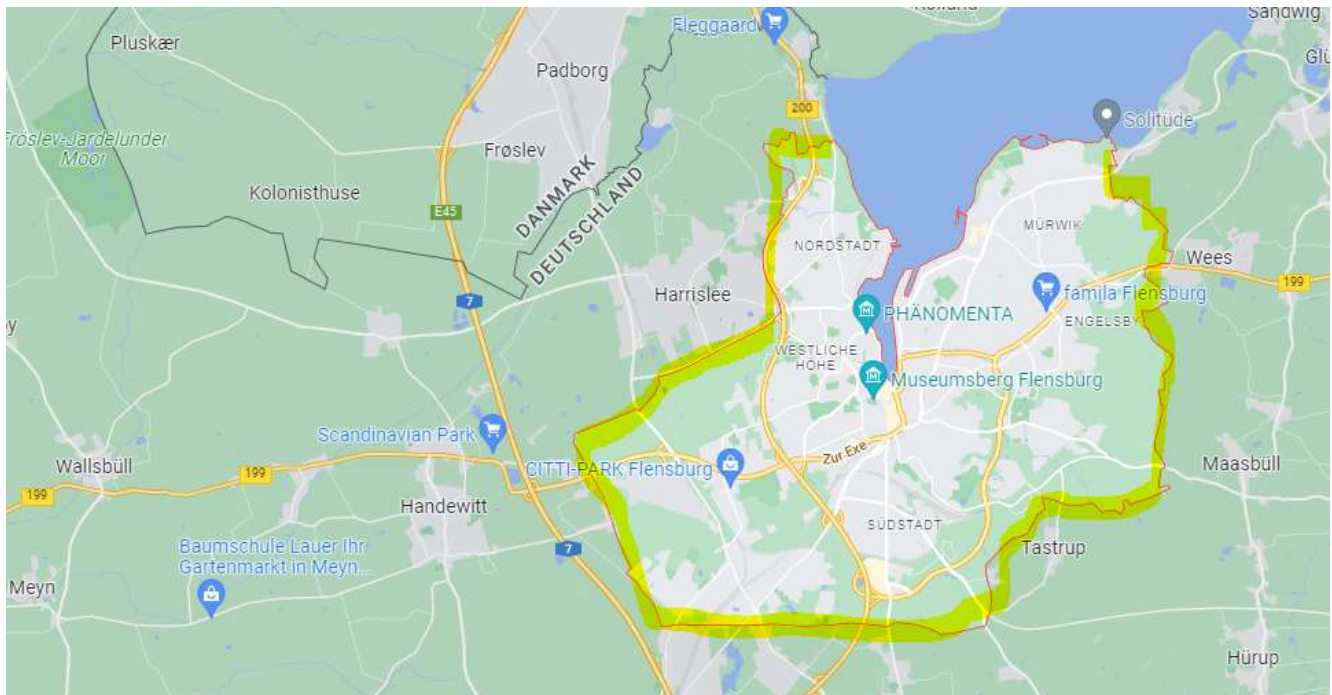 Sandwig
Pluskær
Fleggaard
Padborg
200
Solitüde
Fröslev-Jardelunder
Moor
Frøslev
Kolonisthuse
E45
DANMARK
DEUTSCHLAND
MÜRWIK
NORDSTADT
Wees
199
7
Harrislee
famila Flensburg
PHÄNOMENTA
ENGELSBY
WESTLICHE
HÖHE
Museumsberg Flensburg
Scandinavian Park
Zur Exe
CITTI-PARK Flensburg
Wallsbüll
199
199
Maasbüll
Handewitt
SÜDSTADT
7
Tastrup
Baumschule Lauer Ihr
Gartenmarkt in Meyn...
Meyn
Hürup